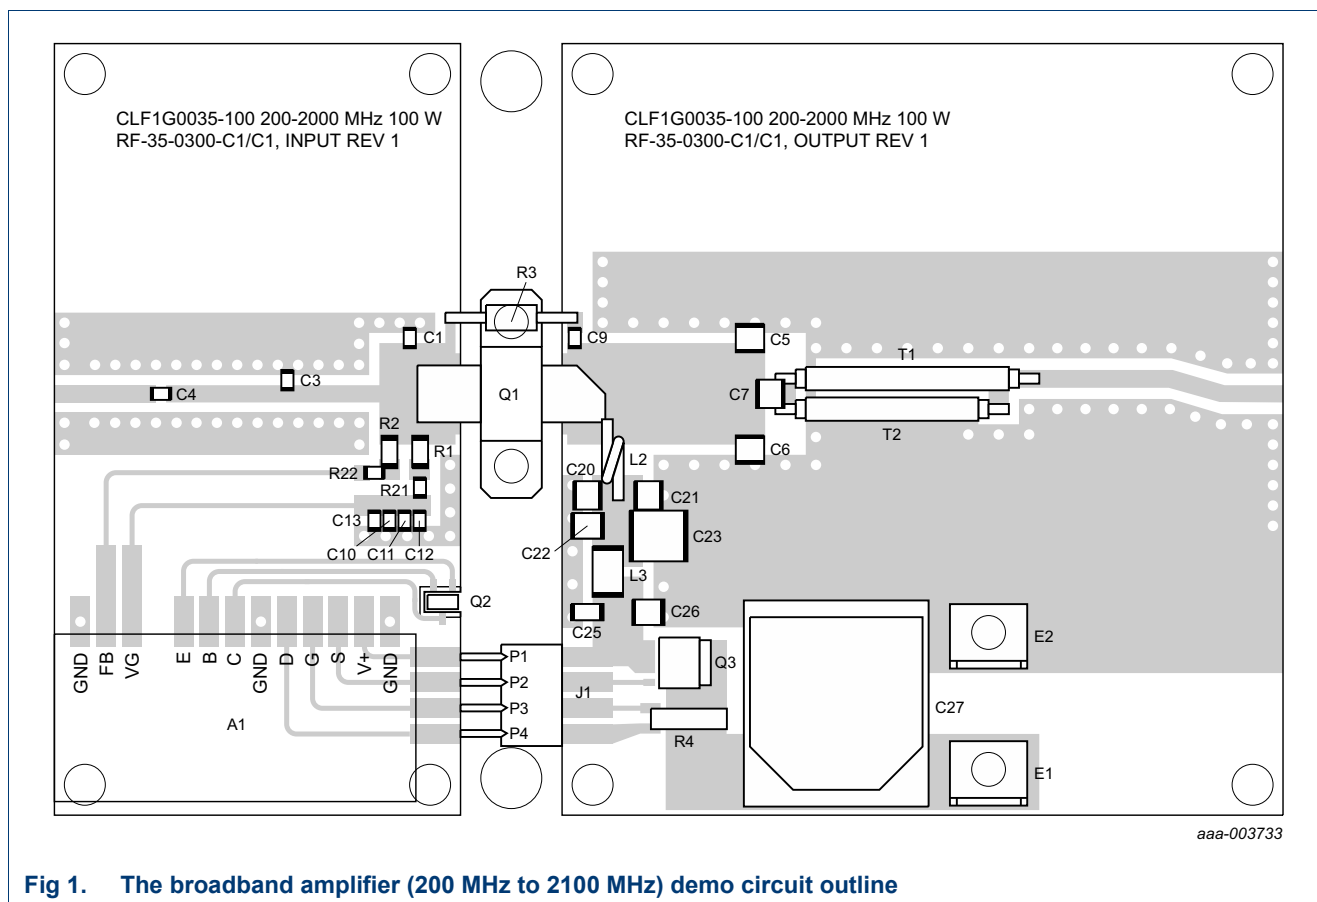 CLF1G0035-100 200-2000 MHz 100 W
RF-35-0300-C1/C1, INPUT REV 1
CLF1G0035-100 200-2000 MHz 100 W
RF-35-0300-C1/C1, OUTPUT REV 1
R3
C1
C9
C5
T1
C3
C4
Q1
C7
R2
T2
R1
C6
L2
R22
C20
R21
C21
C13
C10
C11
C12
C22
C23
L3
Q2
C26
C25
E2
GND
FB
VG
E
B
C
GND
D
G
S
V+
GND
P1
P2
P3
P4
J1
Q3
A1
C27
R4
E1
aaa-003733
Fig 1. The broadband amplifier (200 MHz to 2100 MHz) demo circuit outline